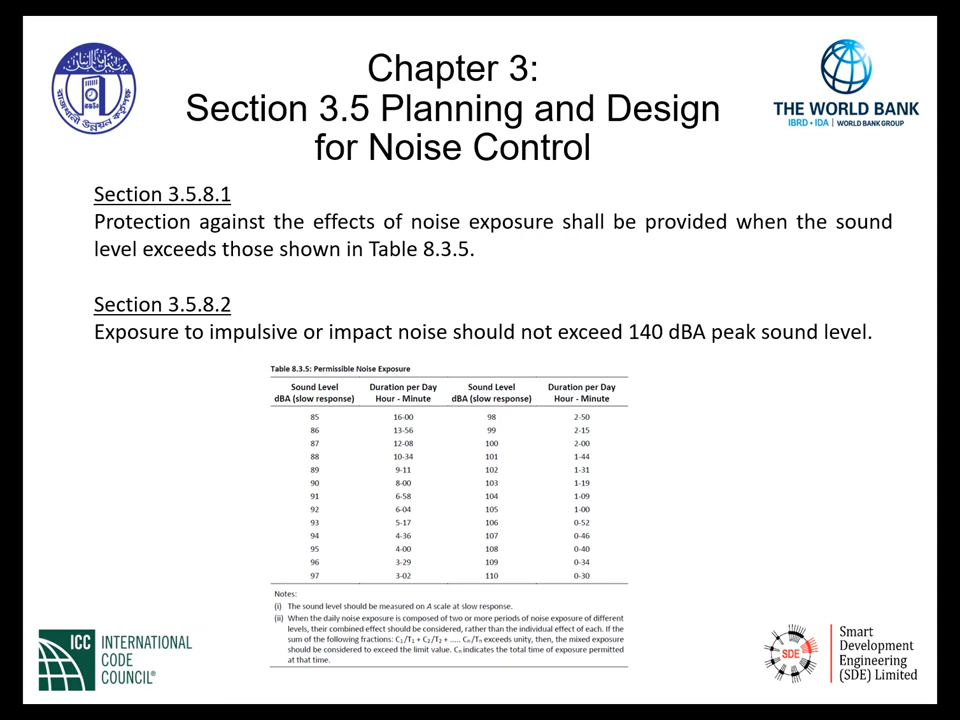 Chapter 3:
Section 3.5 Planning and Design
for Noise Control
THE WORLD BANK
IBRD • IDA | WORLD BANK GROUP
Section 3.5.8.1
Protection against the effects of noise exposure shall be provided when the sound
level exceeds those shown in Table 8.3.5.
Section 3.5.8.2
Exposure to impulsive or impact noise should not exceed 140 dBA peak sound level.
Table 8.3.5: Permissible Noise Exposure
Sound Level Duration per Day Sound Level Duration per Day
dBA (slow response) Hour - Minute dBA (slow response) Hour - Minute
85 16-00 98 2-50
86 13-56 99 2-15
87 12-08 100 2-00
88 10-34 101 1-44
89 9-11 102 1-31
90 8-00 103 1-19
91 6-58 104 1-09
92 6-04 105 1-00
93 5-17 106 0-52
94 4-36 107 0-46
95 4-00 108 0-40
96 3-29 109 0-34
97 3-02 110 0-30
Notes:
(i) The sound level should be measured on A scale at slow response.
(ii) When the daily noise exposure is composed of two or more periods of noise exposure of different
levels, their combined effect should be considered, rather than the individual effect of each. If the
sum of the following fractions: C1/T1 + C2/T2 + ..... Cn/Tn exceeds unity, then, the mixed exposure
should be considered to exceed the limit value. Cn indicates the total time of exposure permitted
at that time.
ICC INTERNATIONAL
CODE
COUNCIL®
SDE
Smart
Development
Engineering
(SDE) Limited